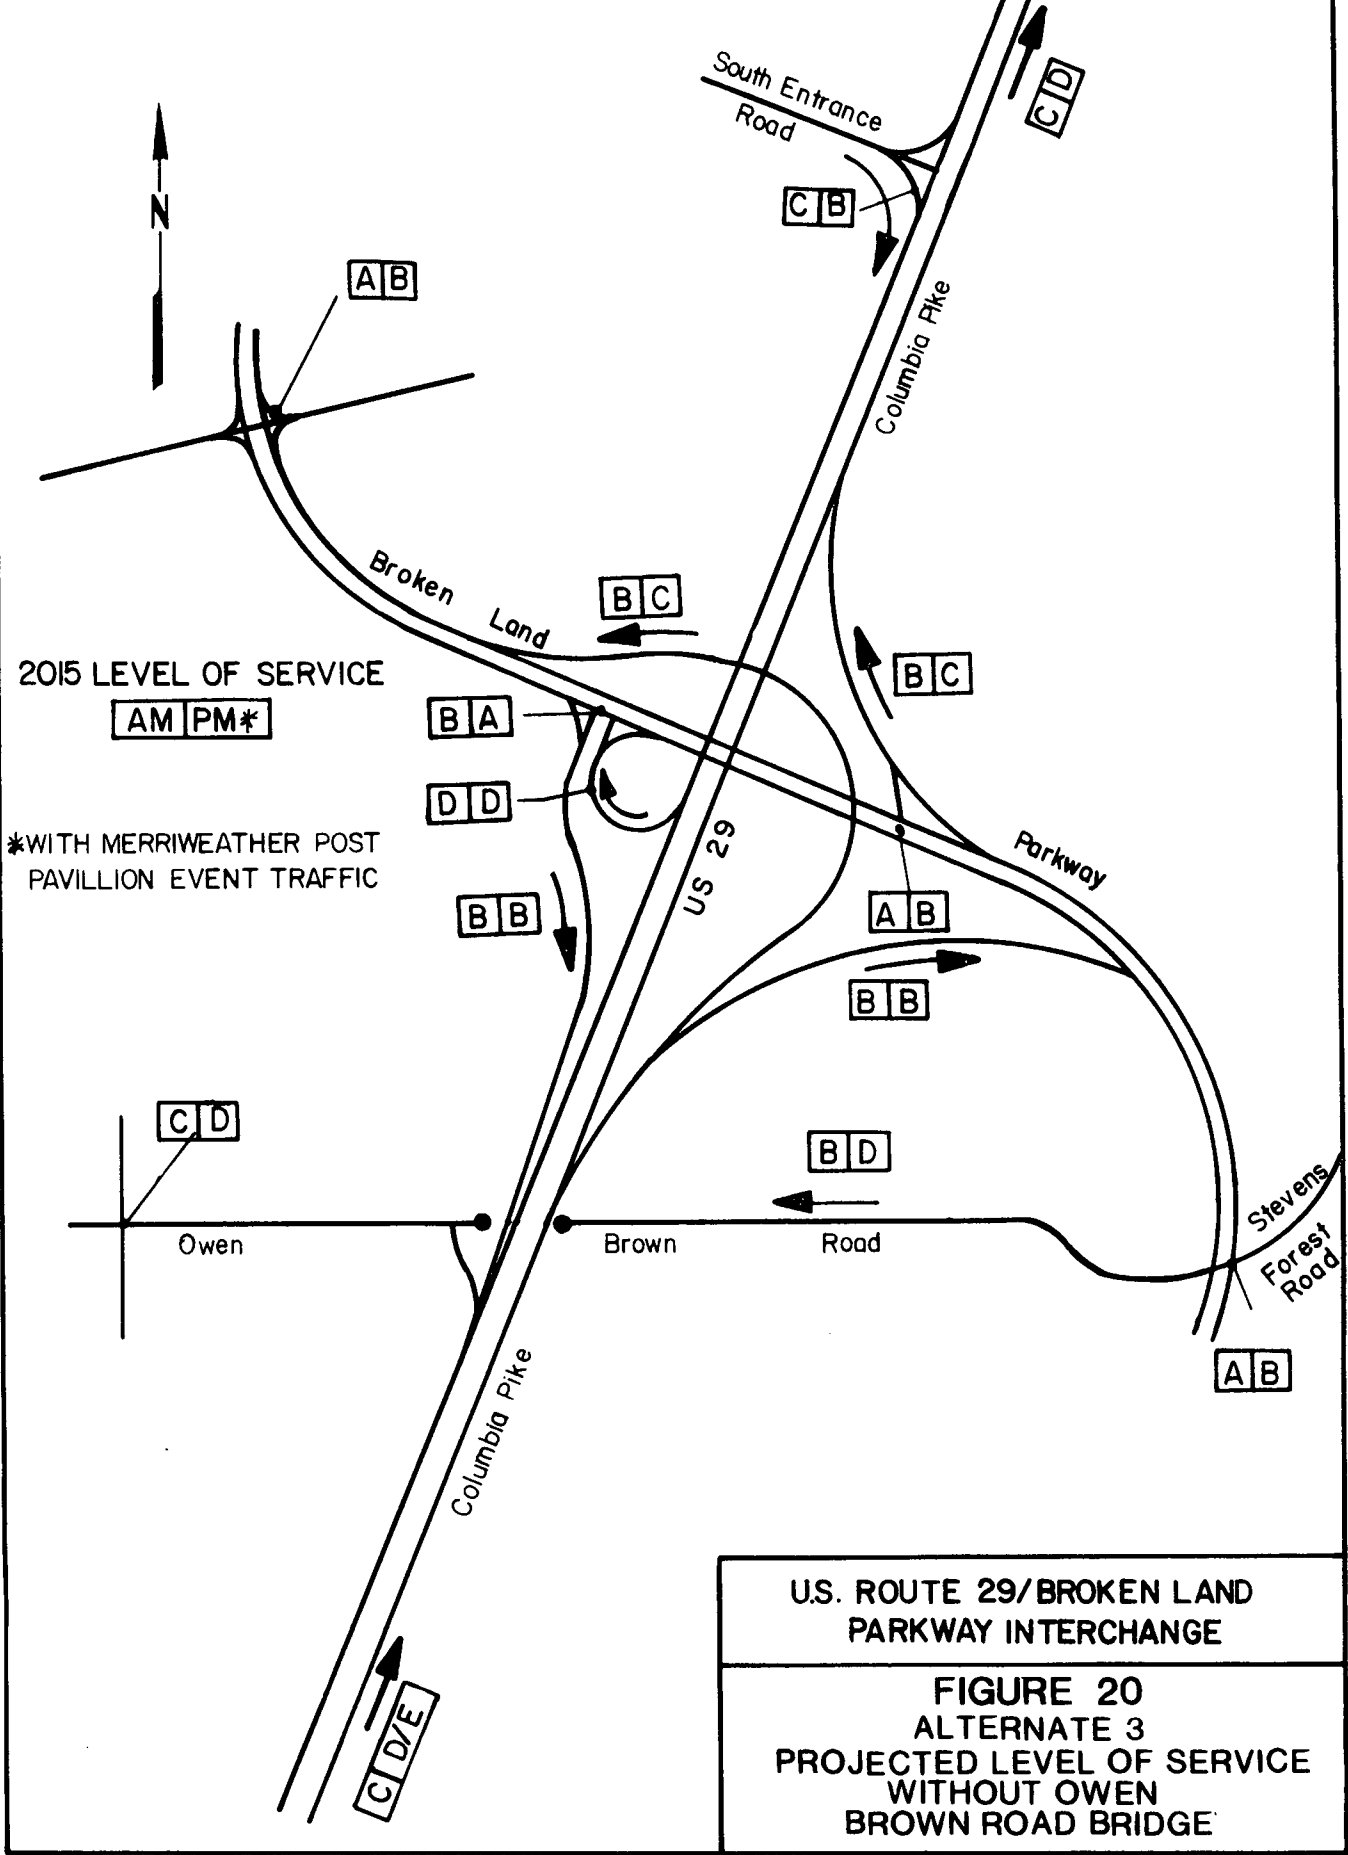 South Entrance
Road
C D
C B
N
A B
Columbia Pike
Broken Land
B C
B C
2015 LEVEL OF SERVICE
AM PM*
B A
D D
*WITH MERRIWEATHER POST
PAVILLION EVENT TRAFFIC
US 29
Parkway
B B
A B
B B
C D
B D
Owen Brown Road
Stevens
Forest
Road
A B
Columbia Pike
C D/E
U.S. ROUTE 29/BROKEN LAND
PARKWAY INTERCHANGE
FIGURE 20
ALTERNATE 3
PROJECTED LEVEL OF SERVICE
WITHOUT OWEN
BROWN ROAD BRIDGE